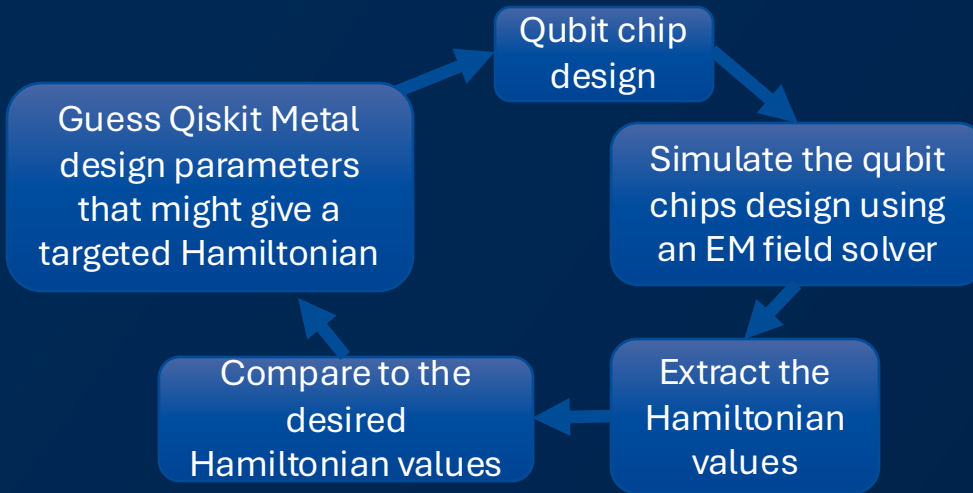 Qubit chip
design
Guess Qiskit Metal
design parameters
that might give a
targeted Hamiltonian
Simulate the qubit
chips design using
an EM field solver
Extract the
Hamiltonian
values
Compare to the
desired
Hamiltonian values